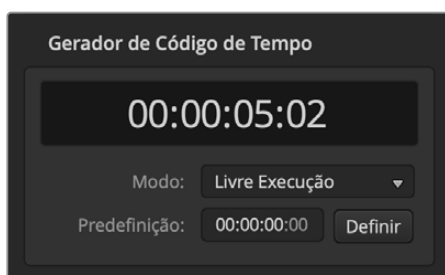 Gerador de Código de Tempo
00:00:05:02
Modo: Livre Execução
Predefinição: 00:00:00:00 Definir